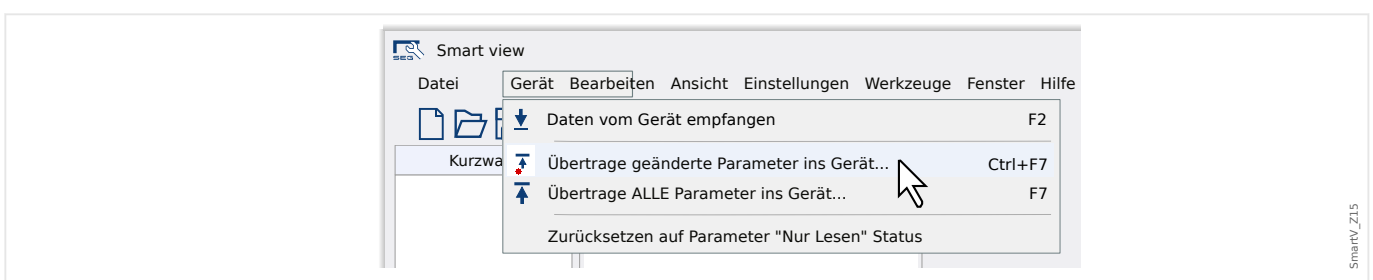 SEG Smart view
Datei Gerät Bearbeiten Ansicht Einstellungen Werkzeuge Fenster Hilfe
Daten vom Gerät empfangen F2
Kurzwa
Übertrage geänderte Parameter ins Gerät... Ctrl+F7
Übertrage ALLE Parameter ins Gerät... F7
Zurücksetzen auf Parameter "Nur Lesen" Status
SmartV_Z15